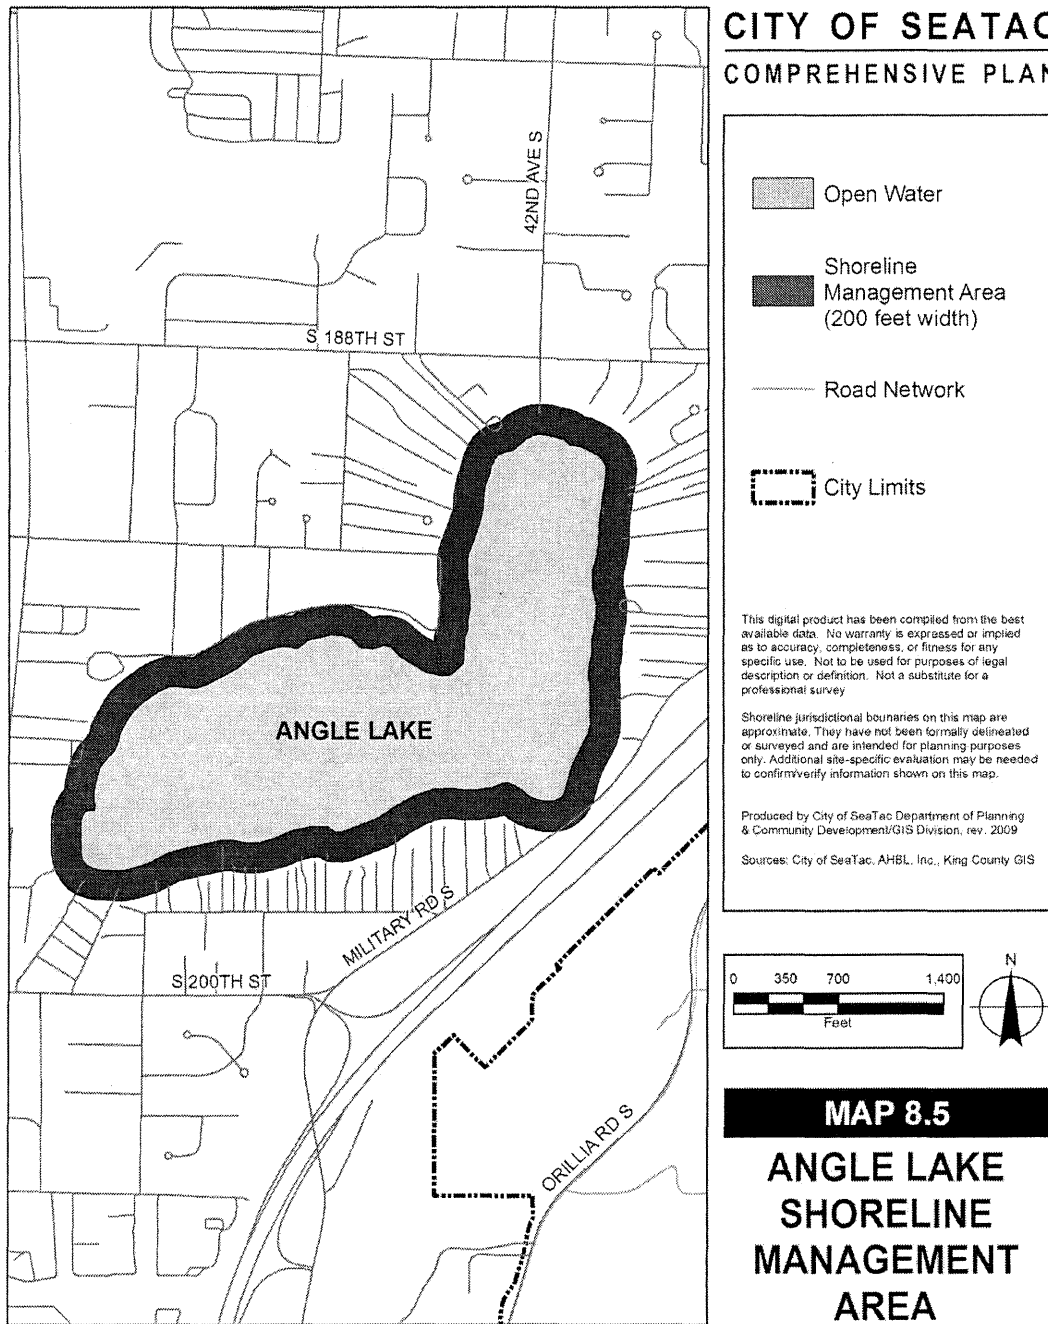 CITY OF SEATAC
COMPREHENSIVE PLAN
Open Water
Shoreline
Management Area
(200 feet width)
Road Network
City Limits
This digital product has been compiled from the best
available data. No warranty is expressed or implied
as to accuracy, completeness, or fitness for any
specific use. Not to be used for purposes of legal
description or definition. Not a substitute for a
professional survey
Shoreline jurisdictional bounaries on this map are
approximate. They have not been formally delineated
or surveyed and are intended for planning purposes
only. Additional site-specific evaluation may be needed
to confirm/verify information shown on this map.
Produced by City of SeaTac Department of Planning
& Community Development/GIS Division, rev. 2009
Sources: City of SeaTac, AHBL, Inc., King County GIS
0 350 700 1,400
Feet
N
MAP 8.5
ANGLE LAKE
SHORELINE
MANAGEMENT
AREA
42ND AVE S
S 188TH ST
ANGLE LAKE
MILITARY RD S
S 200TH ST
ORILLIA RD S